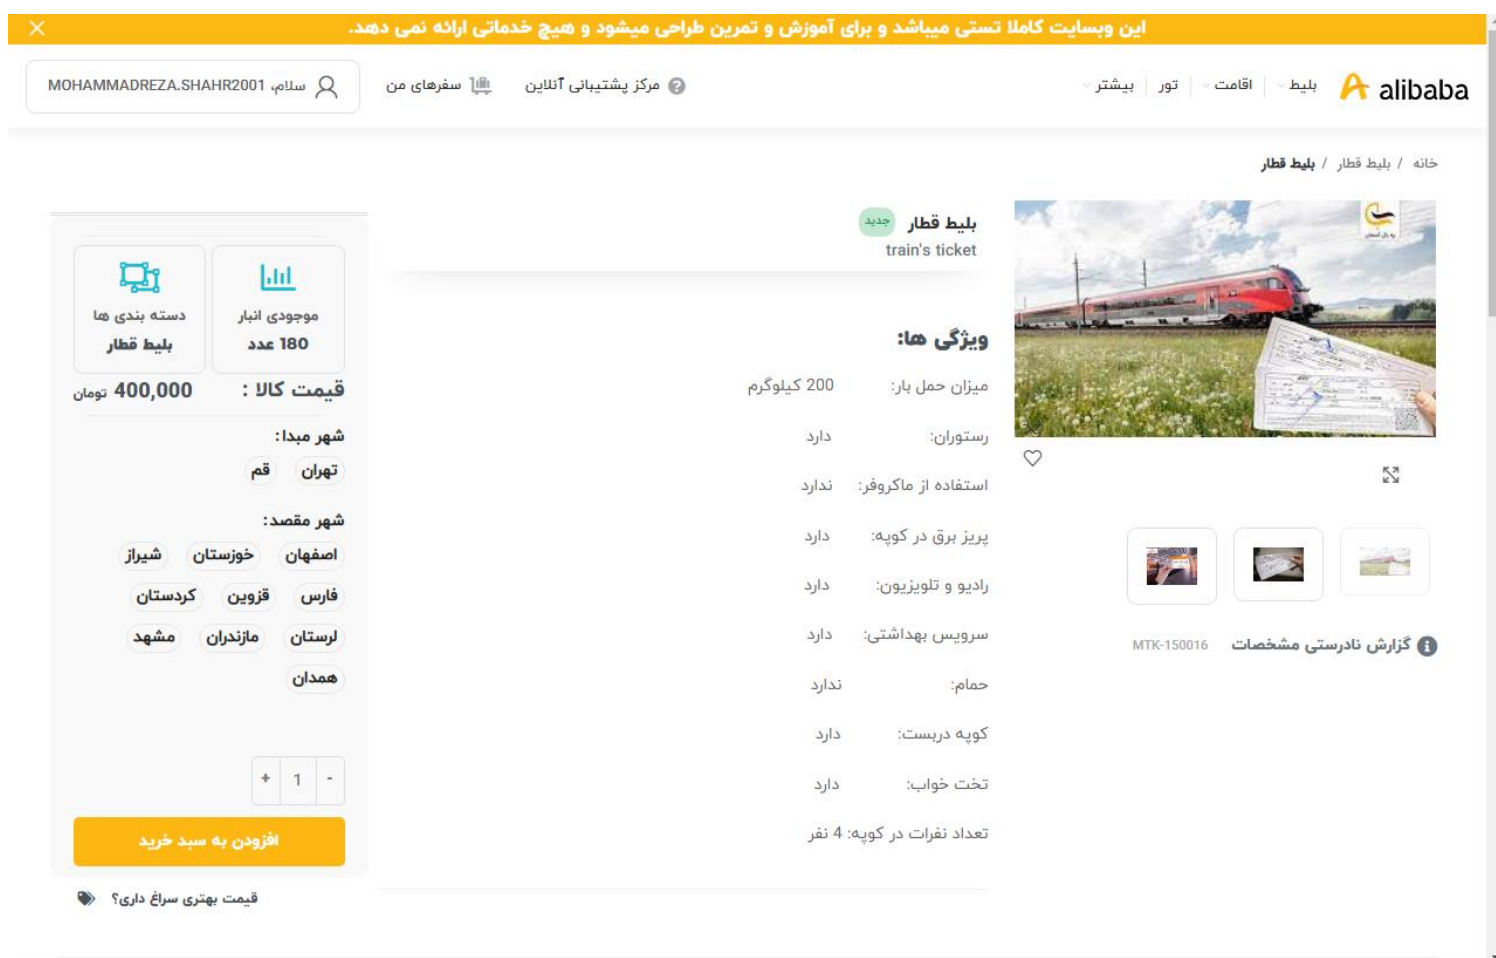 این وبسایت کاملا تستی میباشد و برای آموزش و تمرین طراحی میشود و هیچ خدماتی ارائه نمی دهد.
alibaba
بلیط
اقامت
تور
بیشتر
مرکز پشتیبانی آنلاین
سفرهای من
سلام، MOHAMMADREZA.SHAHR2001
خانه / بلیط قطار / بلیط قطار
گزارش نادرستی مشخصات MTK-150016
بلیط قطار جدید
train's ticket
ویژگی ها:
میزان حمل بار: 200 کیلوگرم
رستوران: دارد
استفاده از ماکروفر: ندارد
پریز برق در کوپه: دارد
رادیو و تلویزیون: دارد
سرویس بهداشتی: دارد
حمام: ندارد
کوپه دربست: دارد
تخت خواب: دارد
تعداد نفرات در کوپه: 4 نفر
موجودی انبار
180 عدد
دسته بندی ها
بلیط قطار
قیمت کالا : 400,000 تومان
شهر مبدا:
تهران قم
شهر مقصد:
اصفهان خوزستان شیراز
فارس قزوین کردستان
لرستان مازندران مشهد
همدان
- 1 +
افزودن به سبد خرید
قیمت بهتری سراغ داری؟